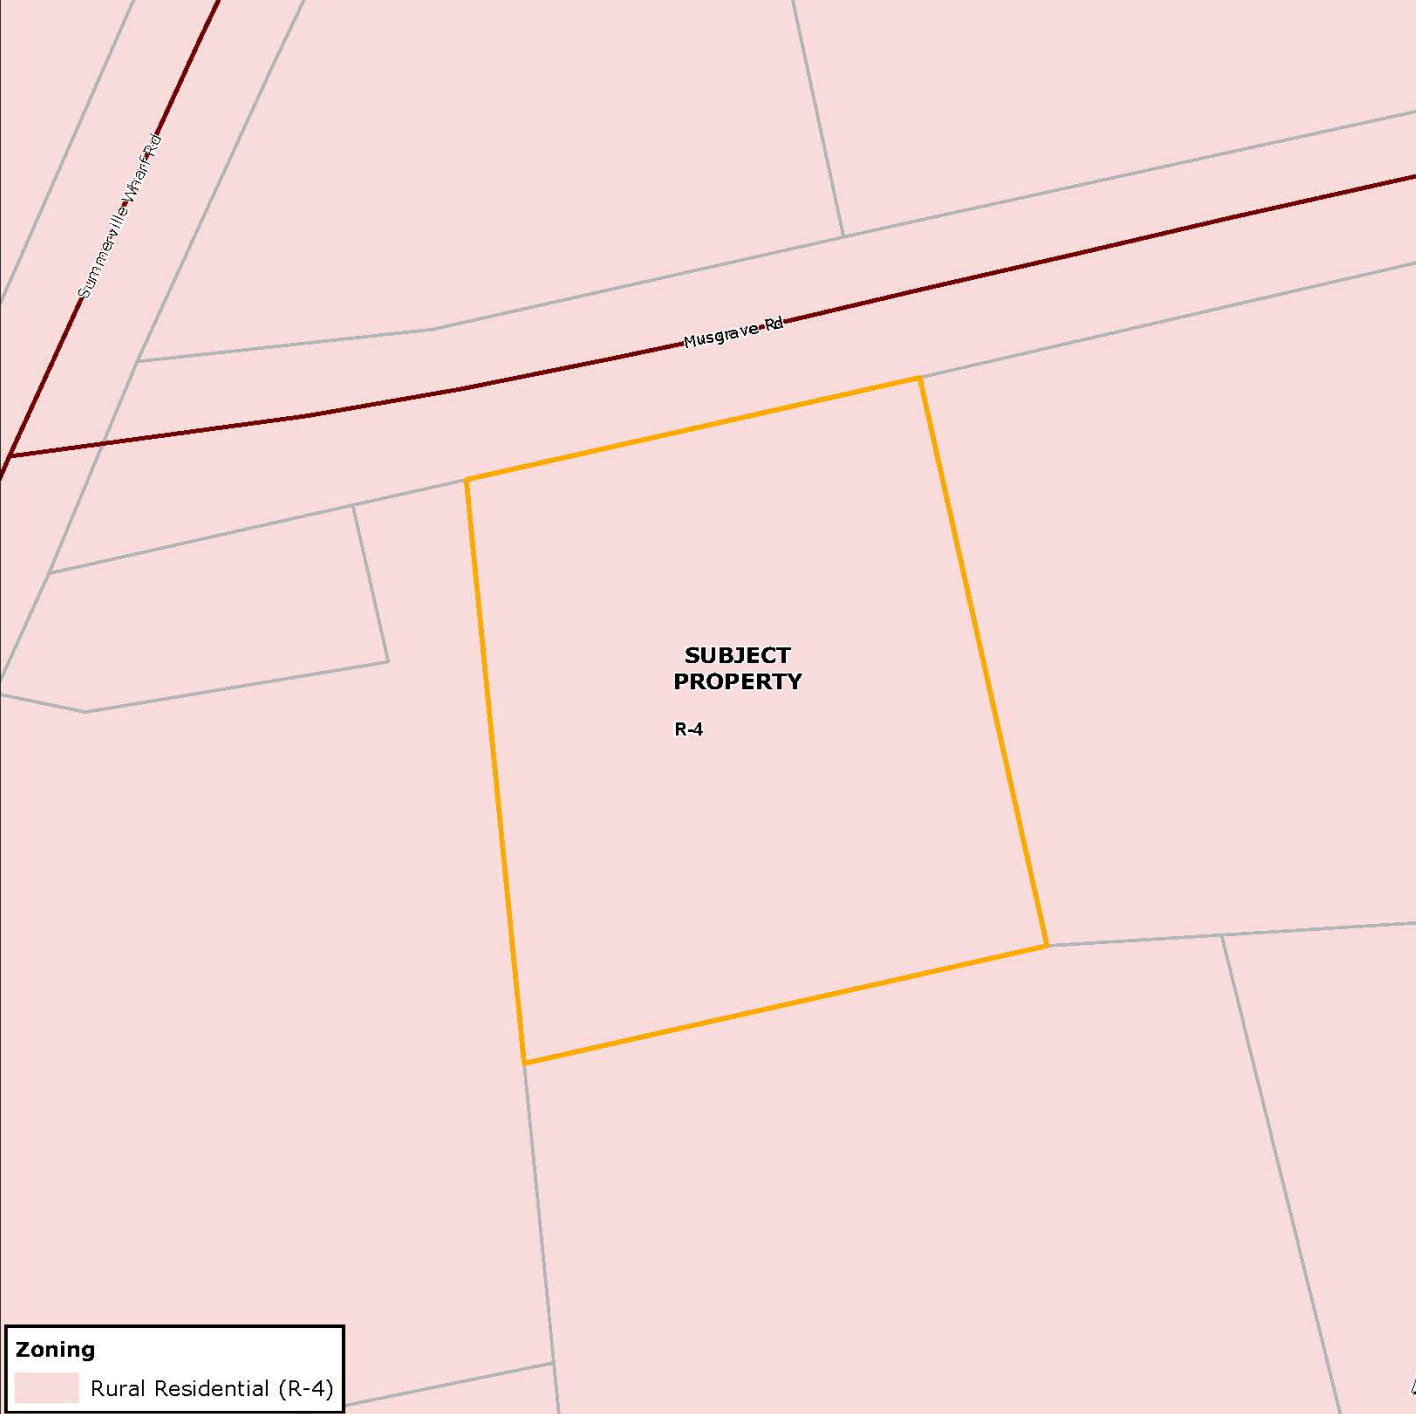 Summerville Wharf Rd
Musgrave Rd
SUBJECT
PROPERTY
R-4
Zoning
Rural Residential (R-4)